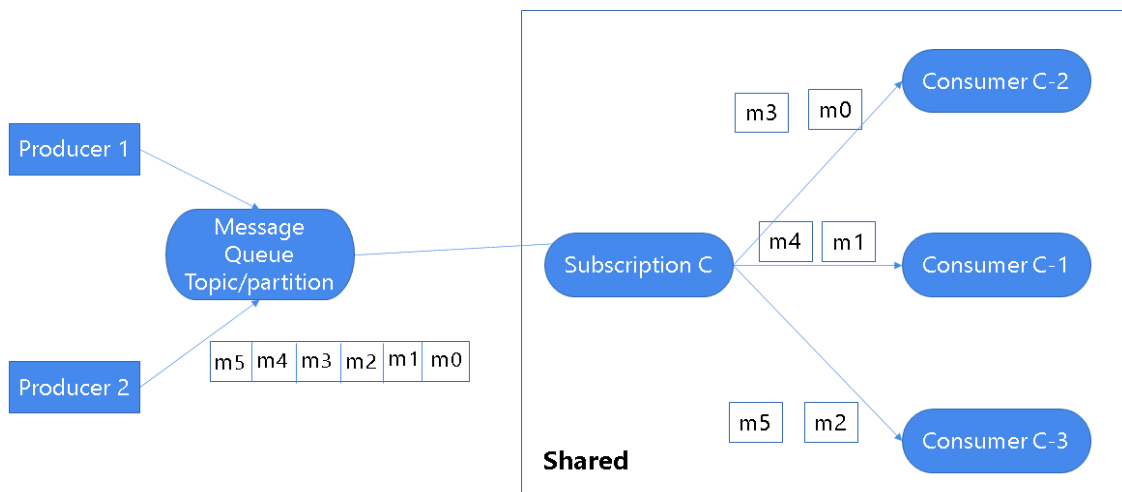 Producer 1
Producer 2
Message
Queue
Topic/partition
m5 m4 m3 m2 m1 m0
Subscription C
m3 m0
m4 m1
m5 m2
Consumer C-2
Consumer C-1
Consumer C-3
Shared